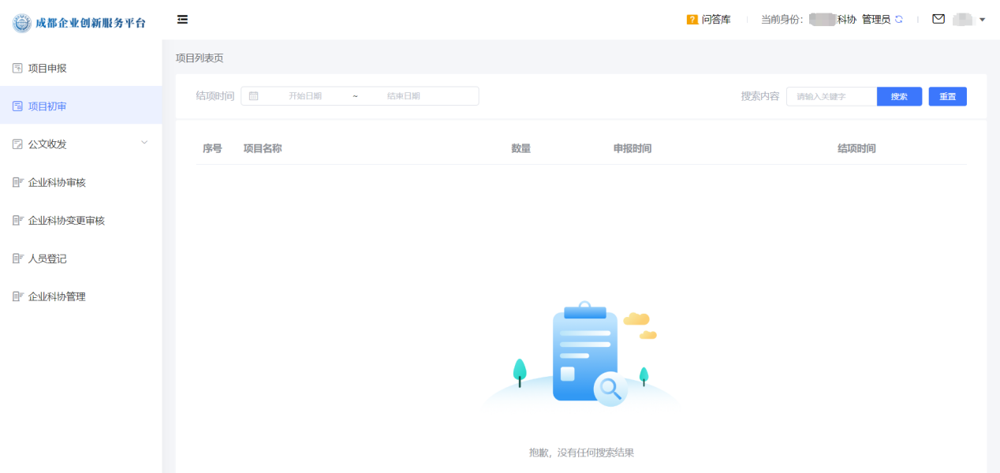 成都企业创新服务平台
? 问答库
当前身份：
科协 管理员
项目申报
项目初审
公文收发
企业科协审核
企业科协变更审核
人员登记
企业科协管理
项目列表页
结项时间 开始日期 ~ 结束日期
搜索内容 请输入关键字 搜索 重置
序号 项目名称 数量 申报时间 结项时间
抱歉，没有任何搜索结果